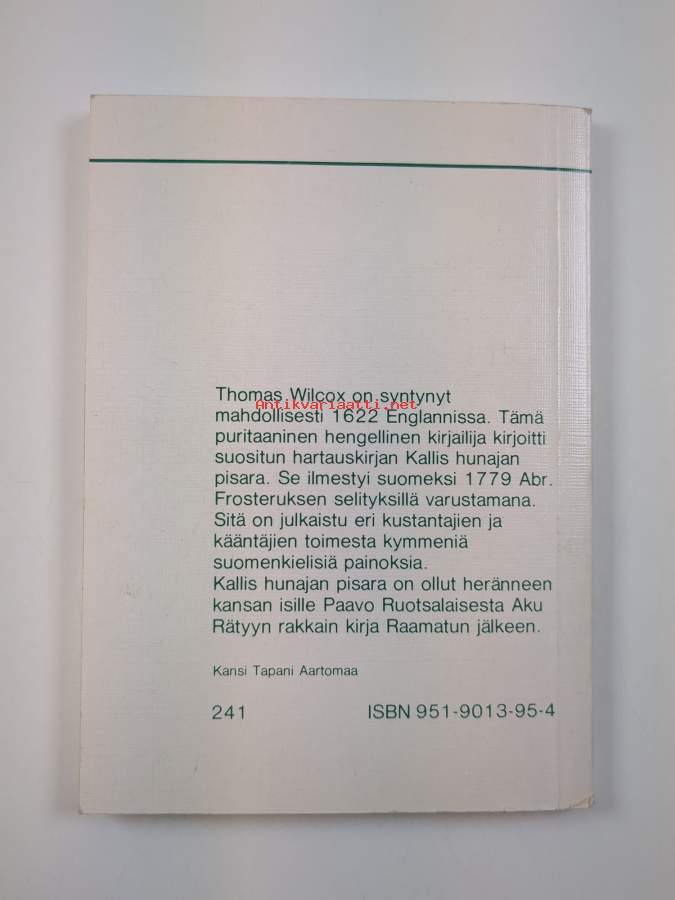 Thomas Wilcox on syntynyt
Antikvariaatti.net
mahdollisesti 1622 Englannissa. Tämä
puritaaninen hengellinen kirjailija kirjoitti
suositun hartauskirjan Kallis hunajan
pisara. Se ilmestyi suomeksi 1779 Abr.
Frosteruksen selityksillä varustamana.
Sitä on julkaistu eri kustantajien ja
kääntäjien toimesta kymmeniä
suomenkielisiä painoksia.
Kallis hunajan pisara on ollut heränneen
kansan isille Paavo Ruotsalaisesta Aku
Rätyyn rakkain kirja Raamatun jälkeen.
Kansi Tapani Aartomaa
241 ISBN 951-9013-95-4